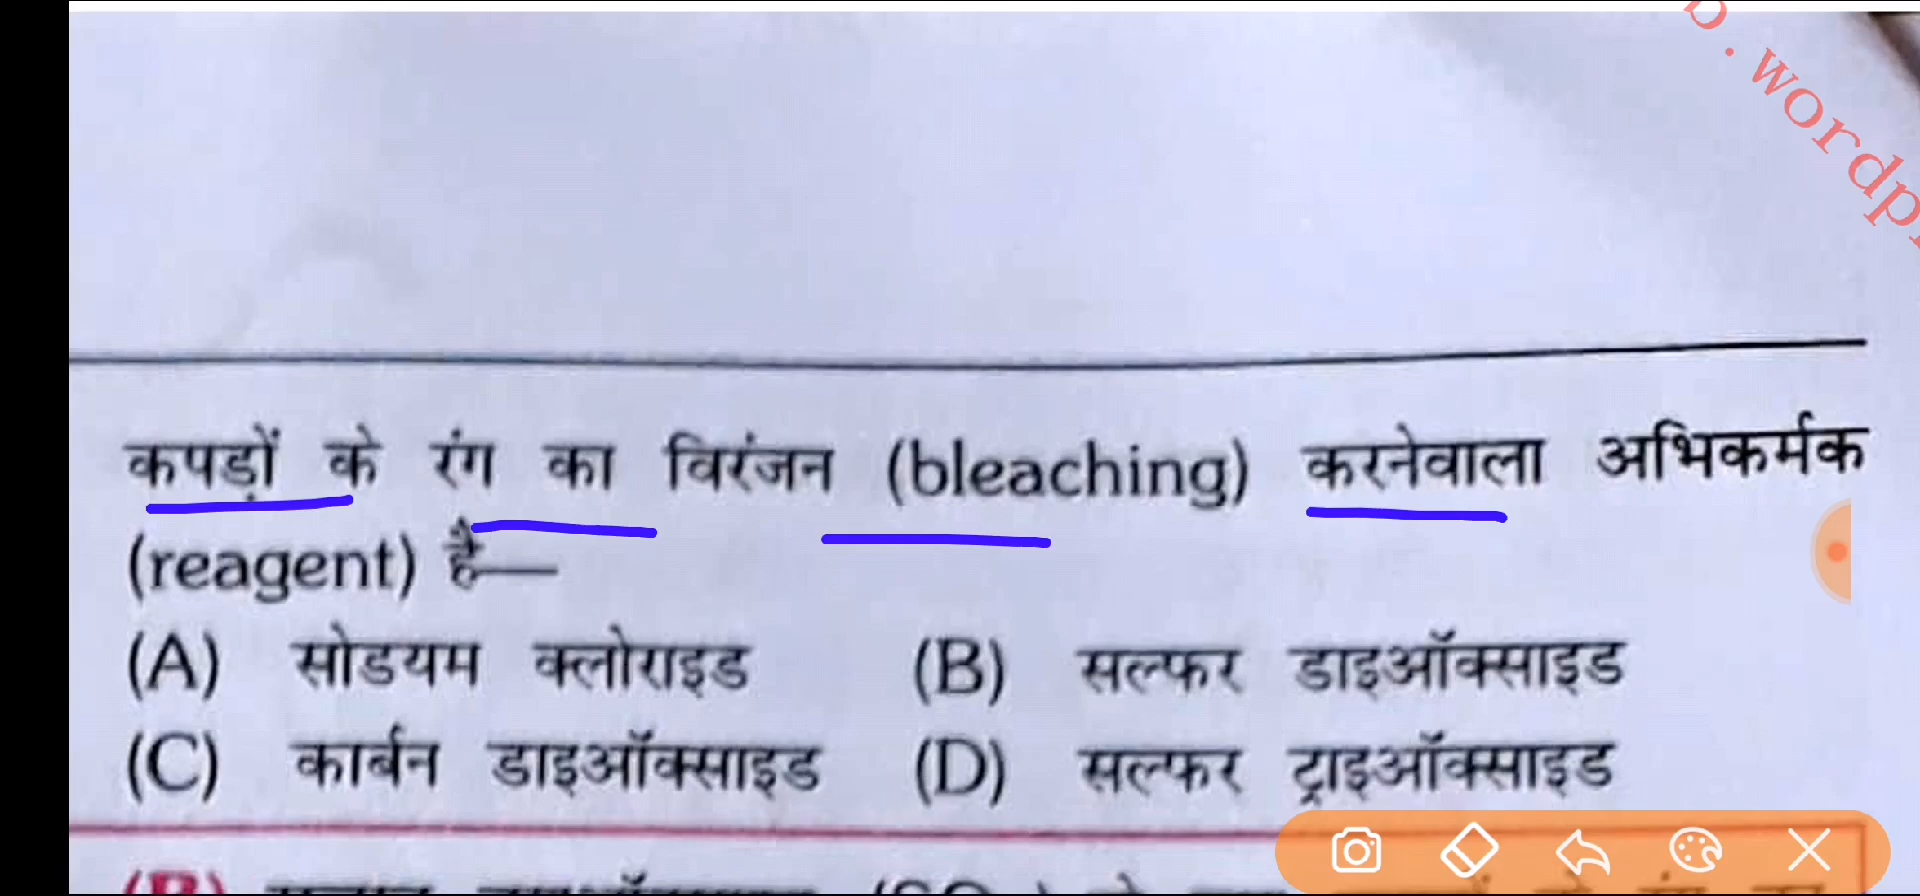 b. wordp
कपड़ों के रंग का विरंजन (bleaching) करनेवाला अभिकर्मक
(reagent) है—
(A) सोडयम क्लोराइड (B) सल्फर डाइऑक्साइड
(C) कार्बन डाइऑक्साइड (D) सल्फर ट्राइऑक्साइड
(B)